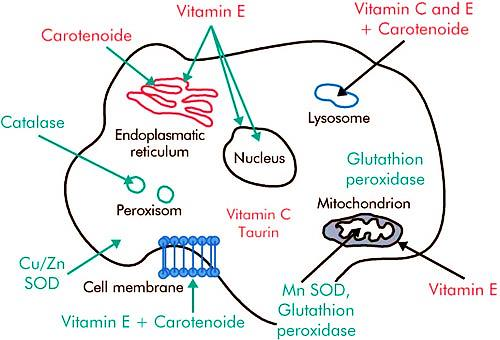 Vitamin E
Vitamin C and E
+ Carotenoide
Carotenoide
Catalase
Endoplasmatic
reticulum
Lysosome
Nucleus
Glutathion
peroxidase
Peroxisom
Vitamin C
Taurin
Mitochondrion
Cu/Zn
SOD
Cell membrane
Mn SOD,
Glutathion
peroxidase
Vitamin E
Vitamin E + Carotenoide